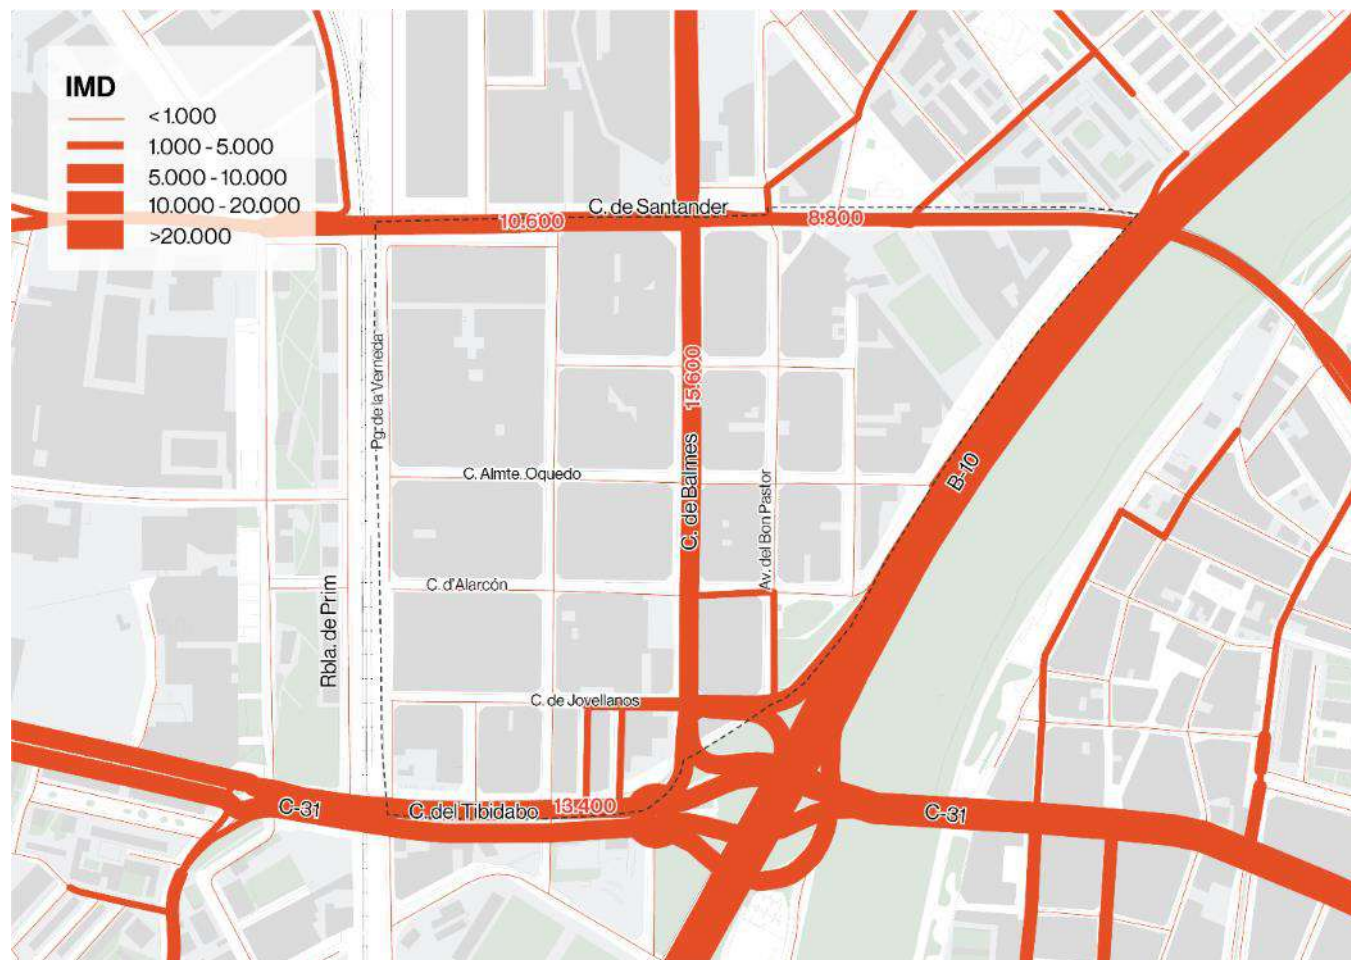 IMD
< 1.000
1.000 - 5.000
5.000 - 10.000
10.000 - 20.000
>20.000
C. de Santander
10.600
8.800
Pg. de la Verneda
15.600
C. de Balmes
C. Almte. Oquedo
Av. del Bon Pastor
B-10
C. d'Alarcón
Rbla. de Prim
C. de Jovellanos
C-31
C. del Tibidabo
13.400
C-31